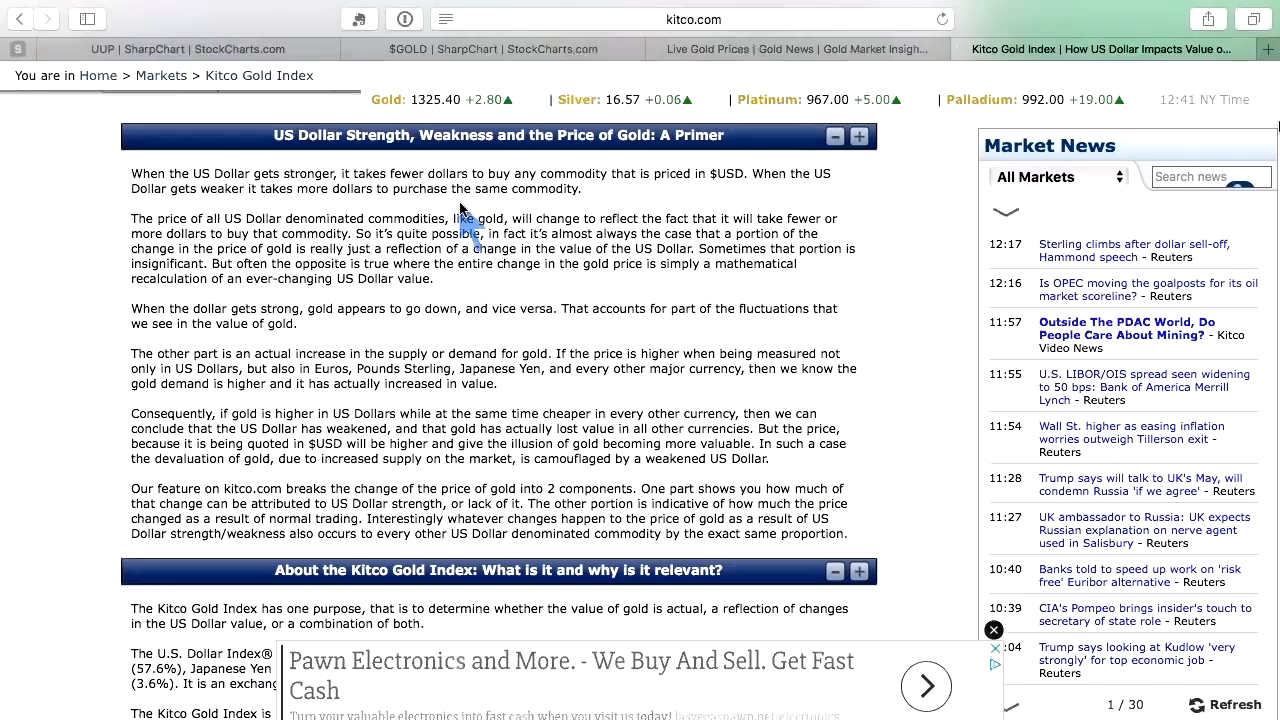 kitco.com
S
UUP | SharpChart | StockCharts.com
$GOLD | SharpChart | StockCharts.com
Live Gold Prices | Gold News | Gold Market Insigh...
Kitco Gold Index | How US Dollar Impacts Value o...
You are in Home > Markets > Kitco Gold Index
Gold: 1325.40 +2.80▲ | Silver: 16.57 +0.06▲ | Platinum: 967.00 +5.00▲ | Palladium: 992.00 +19.00▲ 12:41 NY Time
US Dollar Strength, Weakness and the Price of Gold: A Primer
When the US Dollar gets stronger, it takes fewer dollars to buy any commodity that is priced in $USD. When the US
Dollar gets weaker it takes more dollars to purchase the same commodity.
The price of all US Dollar denominated commodities, like gold, will change to reflect the fact that it will take fewer or
more dollars to buy that commodity. So it's quite possible, in fact it's almost always the case that a portion of the
change in the price of gold is really just a reflection of a change in the value of the US Dollar. Sometimes that portion is
insignificant. But often the opposite is true where the entire change in the gold price is simply a mathematical
recalculation of an ever-changing US Dollar value.
When the dollar gets strong, gold appears to go down, and vice versa. That accounts for part of the fluctuations that
we see in the value of gold.
The other part is an actual increase in the supply or demand for gold. If the price is higher when being measured not
only in US Dollars, but also in Euros, Pounds Sterling, Japanese Yen, and every other major currency, then we know the
gold demand is higher and it has actually increased in value.
Consequently, if gold is higher in US Dollars while at the same time cheaper in every other currency, then we can
conclude that the US Dollar has weakened, and that gold has actually lost value in all other currencies. But the price,
because it is being quoted in $USD will be higher and give the illusion of gold becoming more valuable. In such a case
the devaluation of gold, due to increased supply on the market, is camouflaged by a weakened US Dollar.
Our feature on kitco.com breaks the change of the price of gold into 2 components. One part shows you how much of
that change can be attributed to US Dollar strength, or lack of it. The other portion is indicative of how much the price
changed as a result of normal trading. Interestingly whatever changes happen to the price of gold as a result of US
Dollar strength/weakness also occurs to every other US Dollar denominated commodity by the exact same proportion.
About the Kitco Gold Index: What is it and why is it relevant?
The Kitco Gold Index has one purpose, that is to determine whether the value of gold is actual, a reflection of changes
in the US Dollar value, or a combination of both.
The U.S. Dollar Index®
(57.6%), Japanese Yen
(3.6%). It is an exchang
The Kitco Gold Index is
Pawn Electronics and More. - We Buy And Sell. Get Fast
Cash
Turn your valuable electronics into fast cash when you visit us today! lasvegaspawn.net/electronics
Market News
All Markets
Search news
12:17 Sterling climbs after dollar sell-off,
Hammond speech - Reuters
12:16 Is OPEC moving the goalposts for its oil
market scoreline? - Reuters
11:57 Outside The PDAC World, Do
People Care About Mining? - Kitco
Video News
11:55 U.S. LIBOR/OIS spread seen widening
to 50 bps: Bank of America Merrill
Lynch - Reuters
11:54 Wall St. higher as easing inflation
worries outweigh Tillerson exit -
Reuters
11:28 Trump says will talk to UK's May, will
condemn Russia 'if we agree' - Reuters
11:27 UK ambassador to Russia: UK expects
Russian explanation on nerve agent
used in Salisbury - Reuters
10:40 Banks told to speed up work on 'risk
free' Euribor alternative - Reuters
10:39 CIA's Pompeo brings insider's touch to
secretary of state role - Reuters
:04 Trump says looking at Kudlow 'very
strongly' for top economic job -
Reuters
1 / 30 Refresh